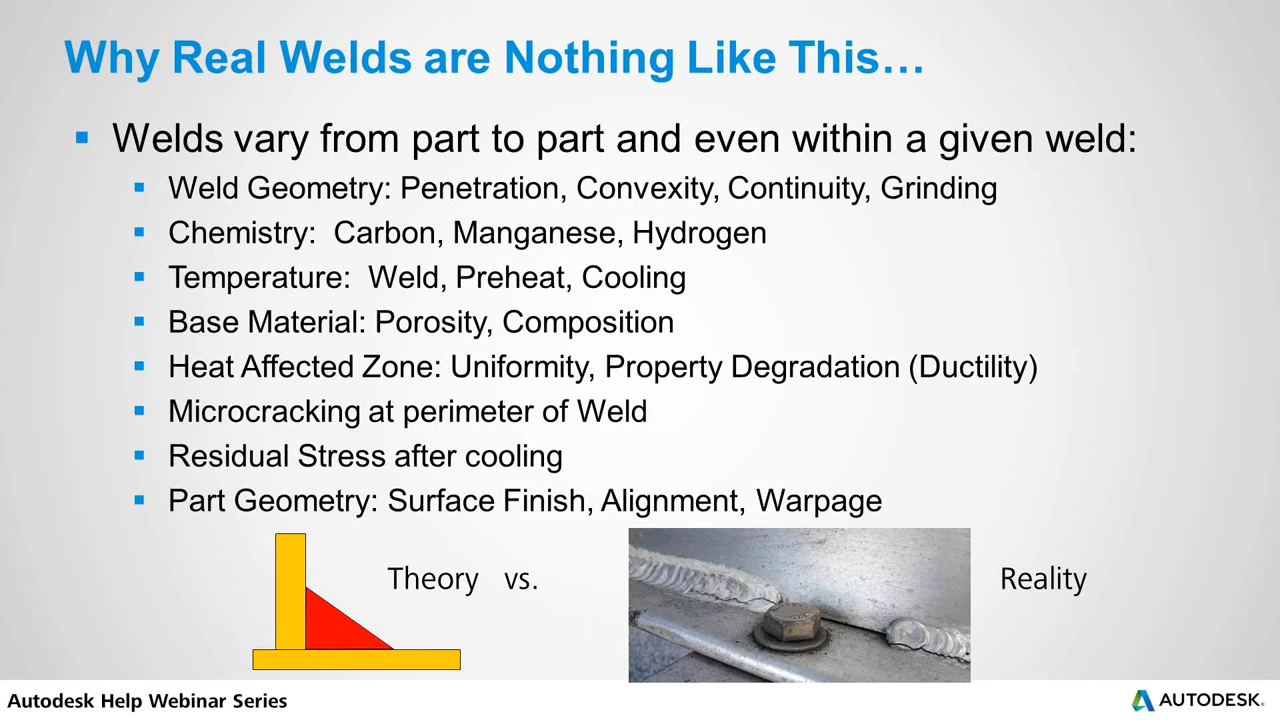 Why Real Welds are Nothing Like This…
Welds vary from part to part and even within a given weld:
Weld Geometry: Penetration, Convexity, Continuity, Grinding
Chemistry: Carbon, Manganese, Hydrogen
Temperature: Weld, Preheat, Cooling
Base Material: Porosity, Composition
Heat Affected Zone: Uniformity, Property Degradation (Ductility)
Microcracking at perimeter of Weld
Residual Stress after cooling
Part Geometry: Surface Finish, Alignment, Warpage
Theory vs. Reality
Autodesk Help Webinar Series AUTODESK.